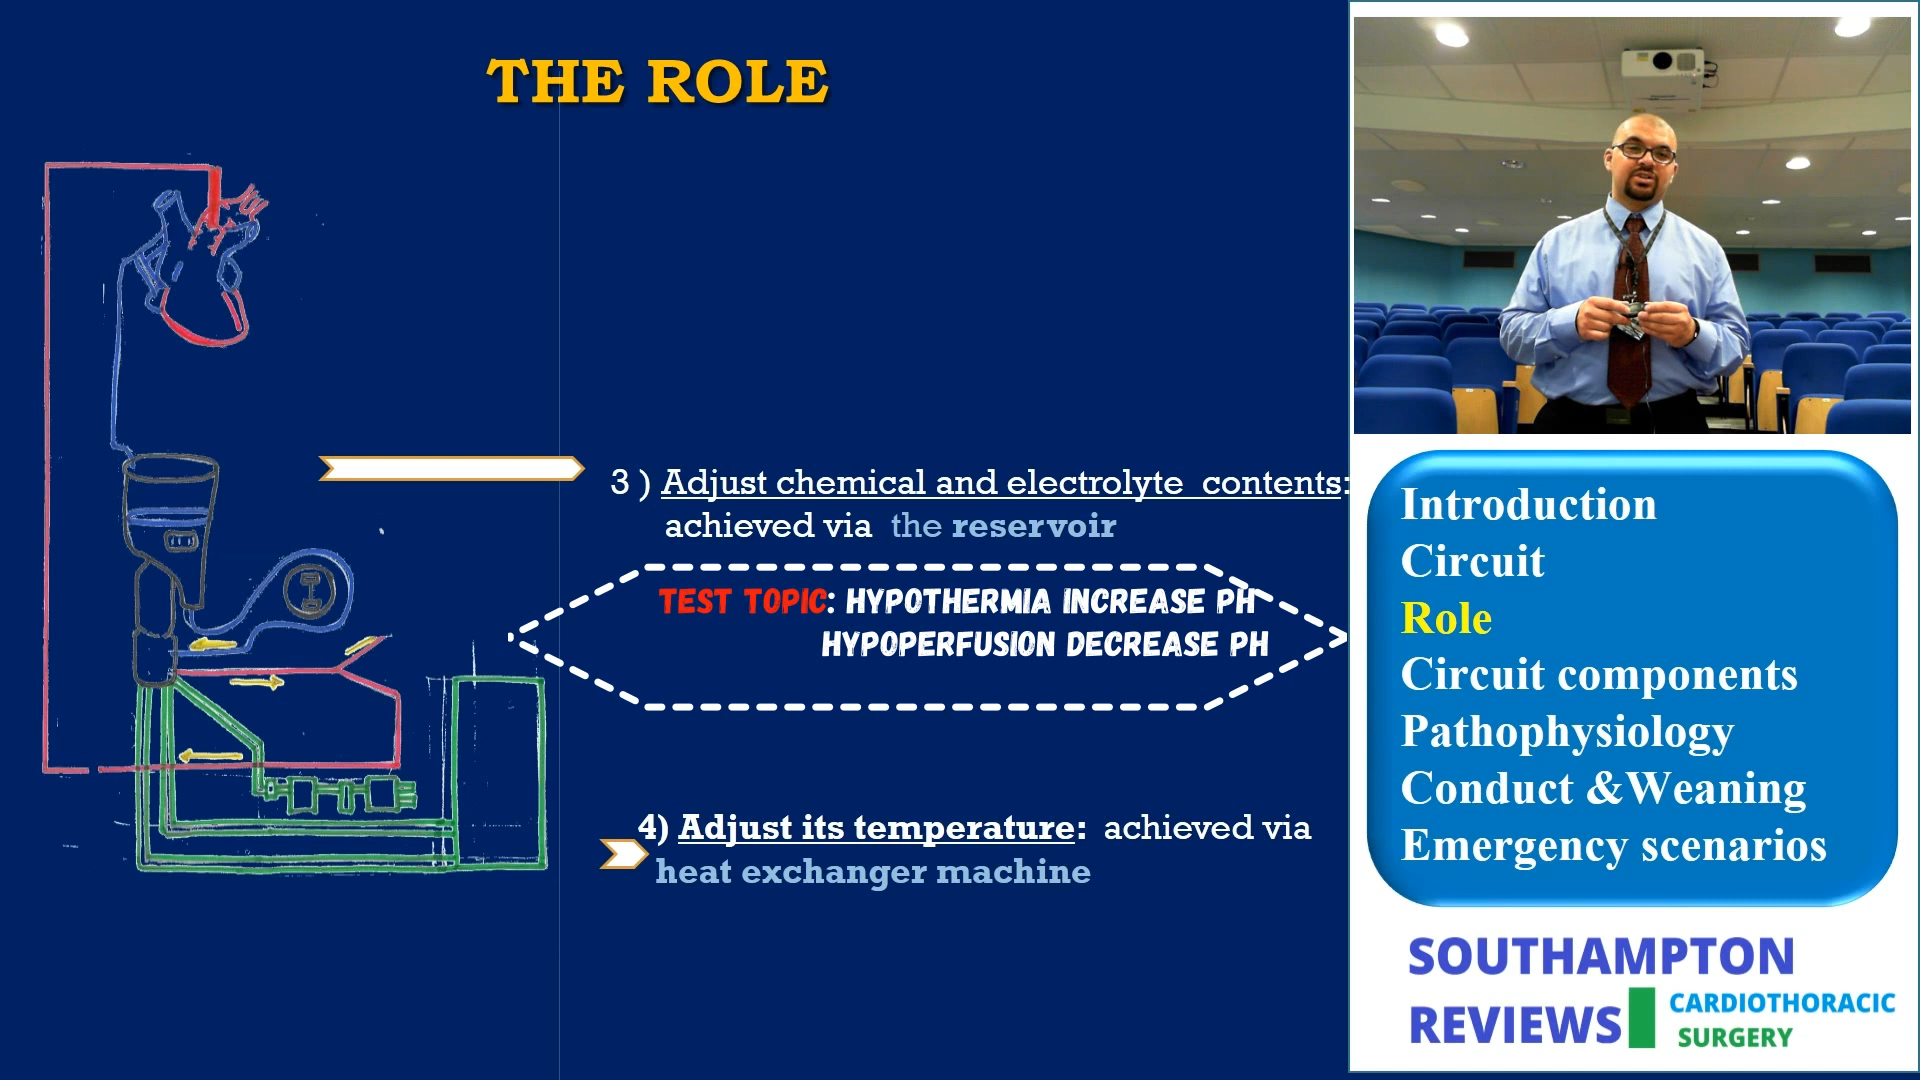 THE ROLE
3 ) Adjust chemical and electrolyte contents:
achieved via the reservoir
TEST TOPIC: HYPOTHERMIA INCREASE PH
HYPOPERFUSION DECREASE PH
4) Adjust its temperature: achieved via
heat exchanger machine
Introduction
Circuit
Role
Circuit components
Pathophysiology
Conduct &Weaning
Emergency scenarios
SOUTHAMPTON
REVIEWS
CARDIOTHORACIC
SURGERY